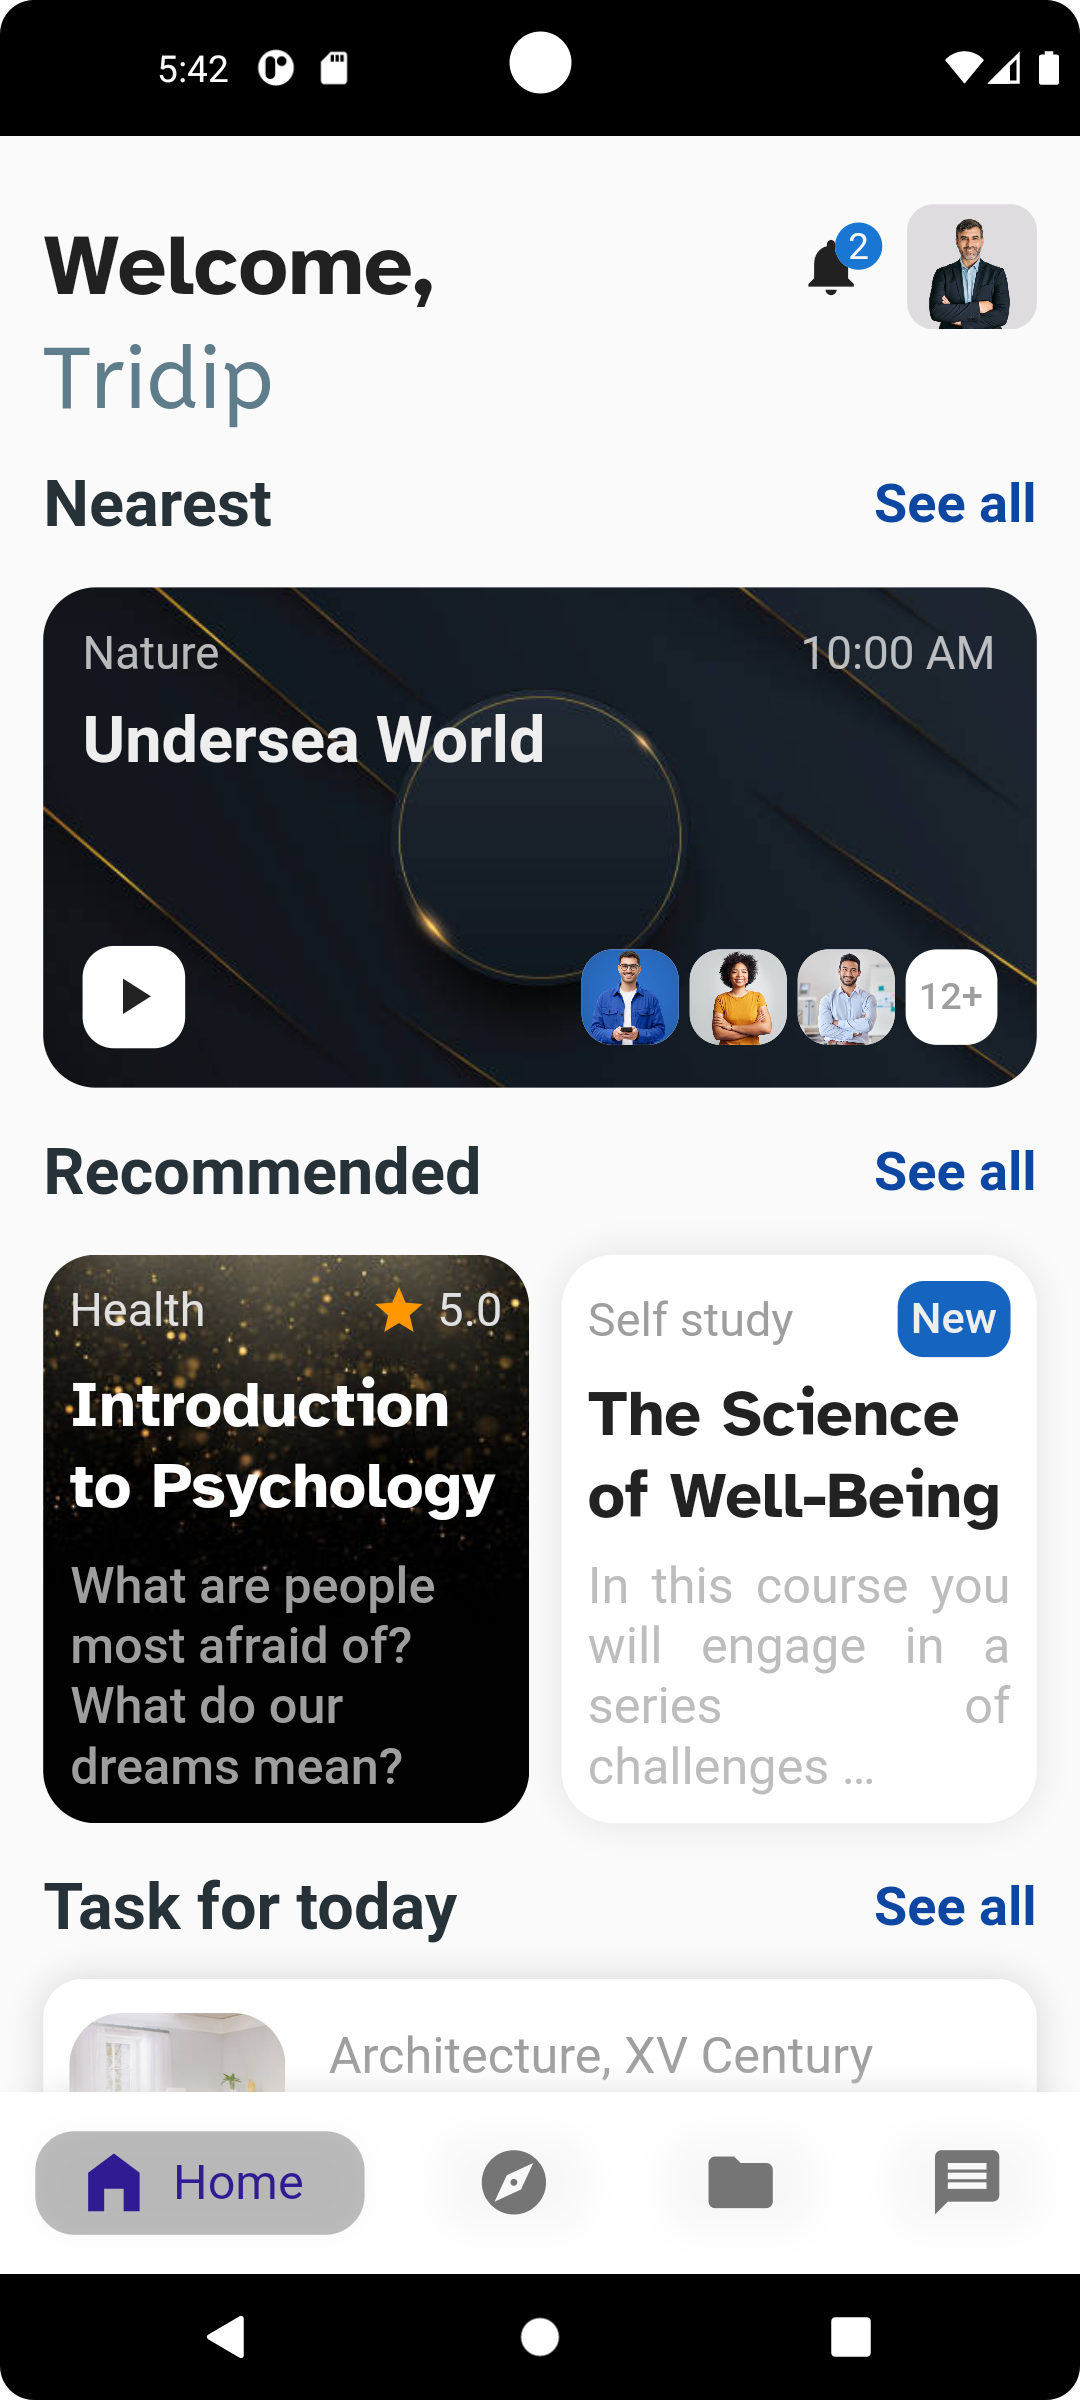 5:42
Welcome,
2
Tridip
Nearest See all
Nature 10:00 AM
Undersea World
12+
Recommended See all
Health 5.0
Introduction
to Psychology
What are people
most afraid of?
What do our
dreams mean?
Self study New
The Science
of Well-Being
In this course you
will engage in a
series of
challenges ...
Task for today See all
Architecture, XV Century
Home